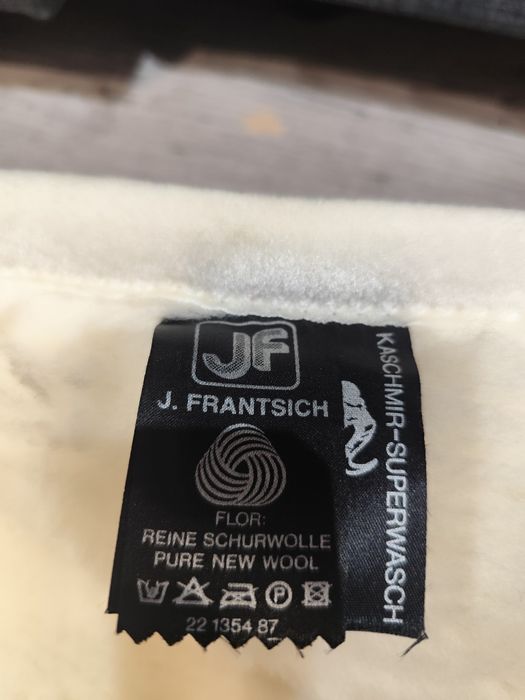 JF
J. FRANTSICH
FLOR:
REINE SCHURWOLLE
PURE NEW WOOL
P
22 1354 87
KASCHMIR-SUPERWASCH